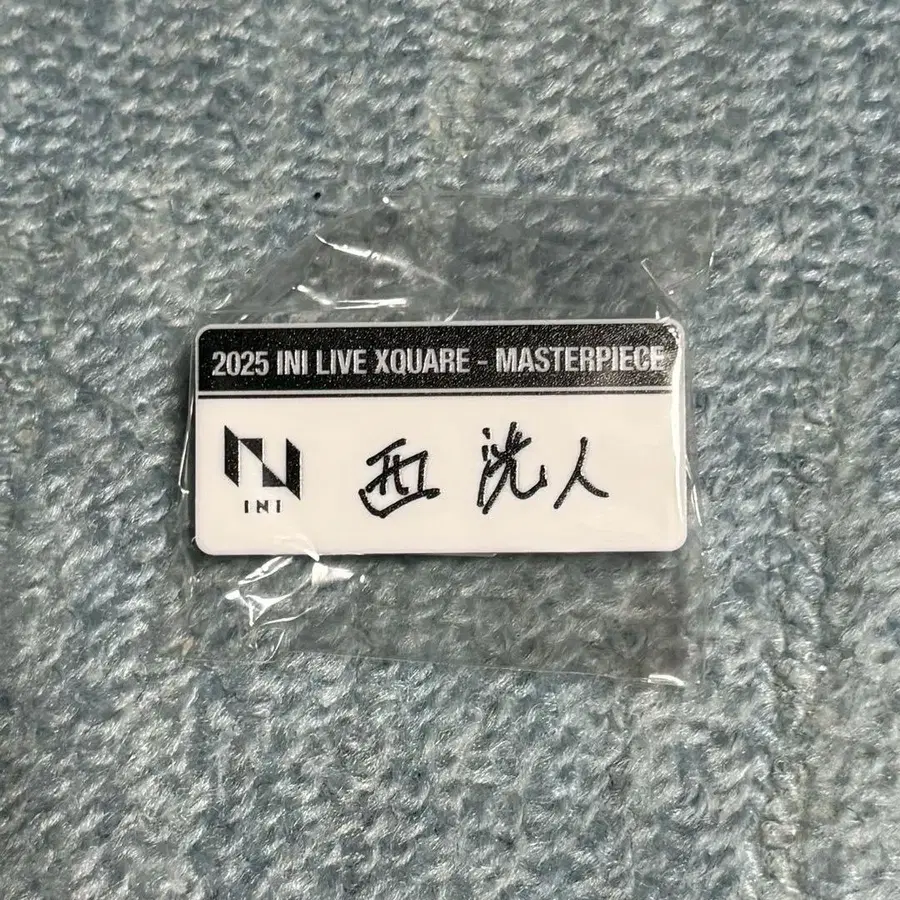 2025 INI LIVE XQUARE - MASTERPIECE
INI
西 洸人